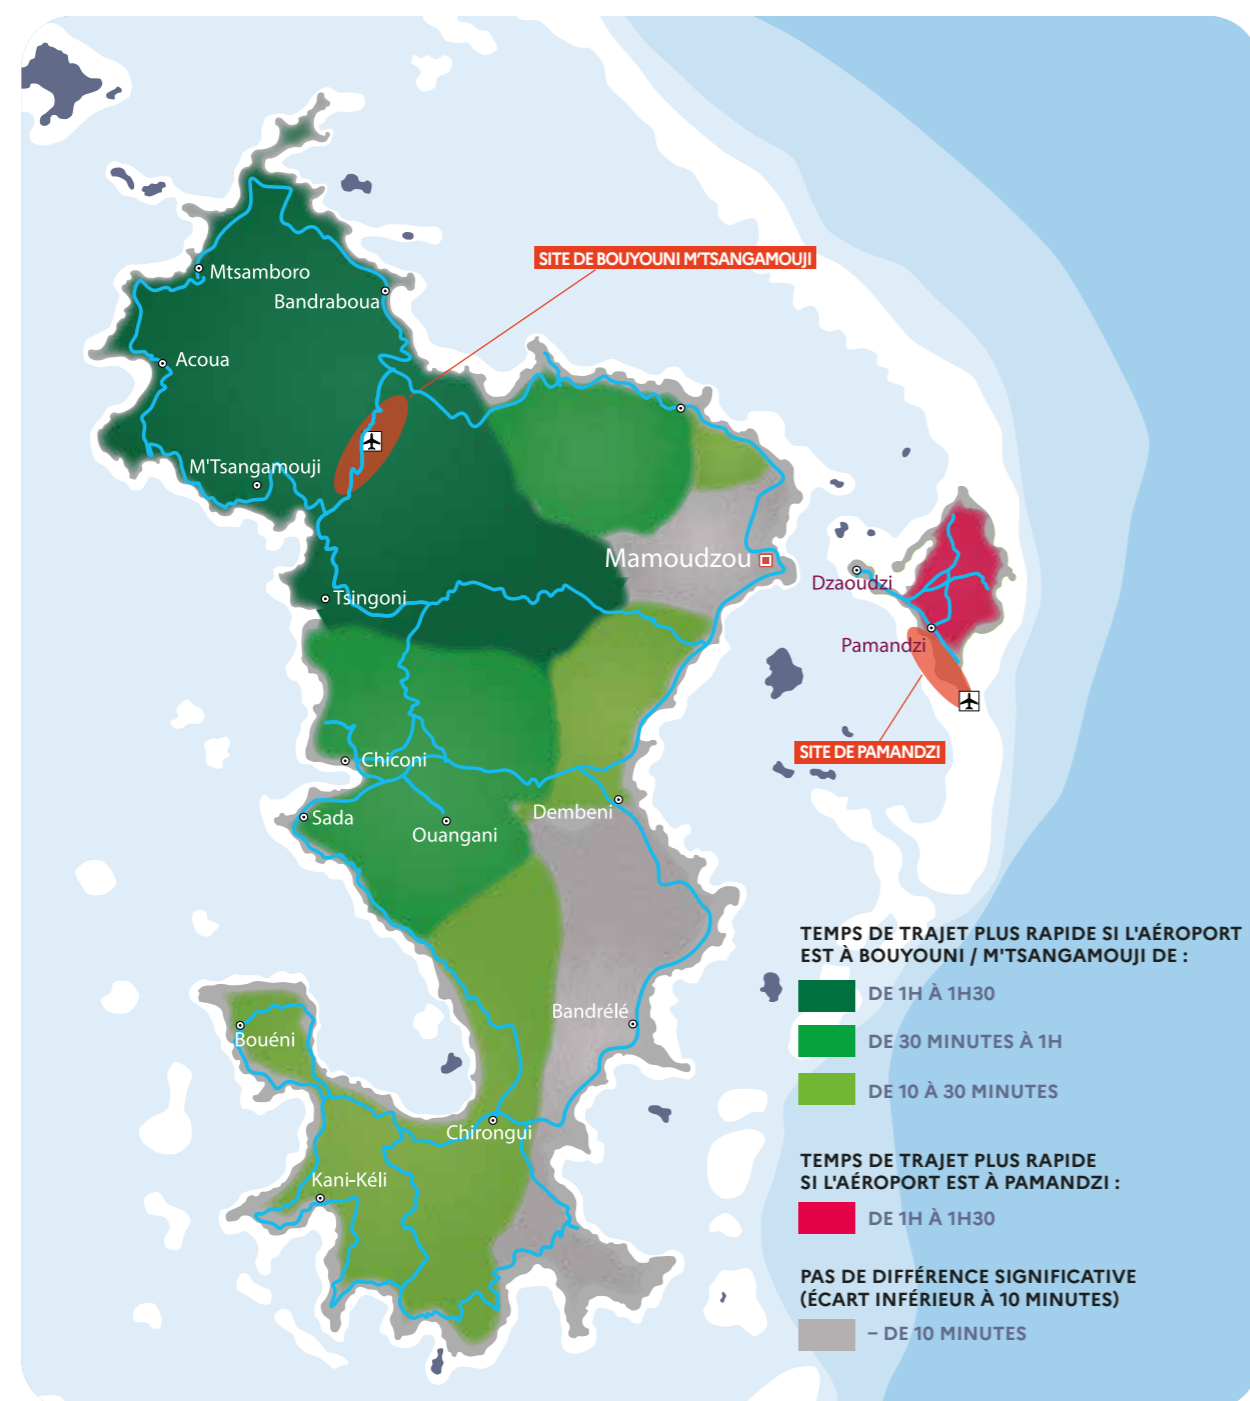 SITE DE BOUYOUNI M'TSANGAMOUJI
Mtsamboro
Bandraboua
Acoua
M'Tsangamouji
Mamoudzou
Dzaoudzi
Tsingoni
Pamandzi
SITE DE PAMANDZI
Chiconi
Sada
Dembeni
Ouangani
TEMPS DE TRAJET PLUS RAPIDE SI L'AÉROPORT
EST À BOUYOUNI / M'TSANGAMOUJI DE :
DE 1H À 1H30
DE 30 MINUTES À 1H
DE 10 À 30 MINUTES
Bandrélé
Bouéni
Chirongui
Kani-Kéli
TEMPS DE TRAJET PLUS RAPIDE
SI L'AÉROPORT EST À PAMANDZI :
DE 1H À 1H30
PAS DE DIFFÉRENCE SIGNIFICATIVE
(ÉCART INFÉRIEUR À 10 MINUTES)
– DE 10 MINUTES